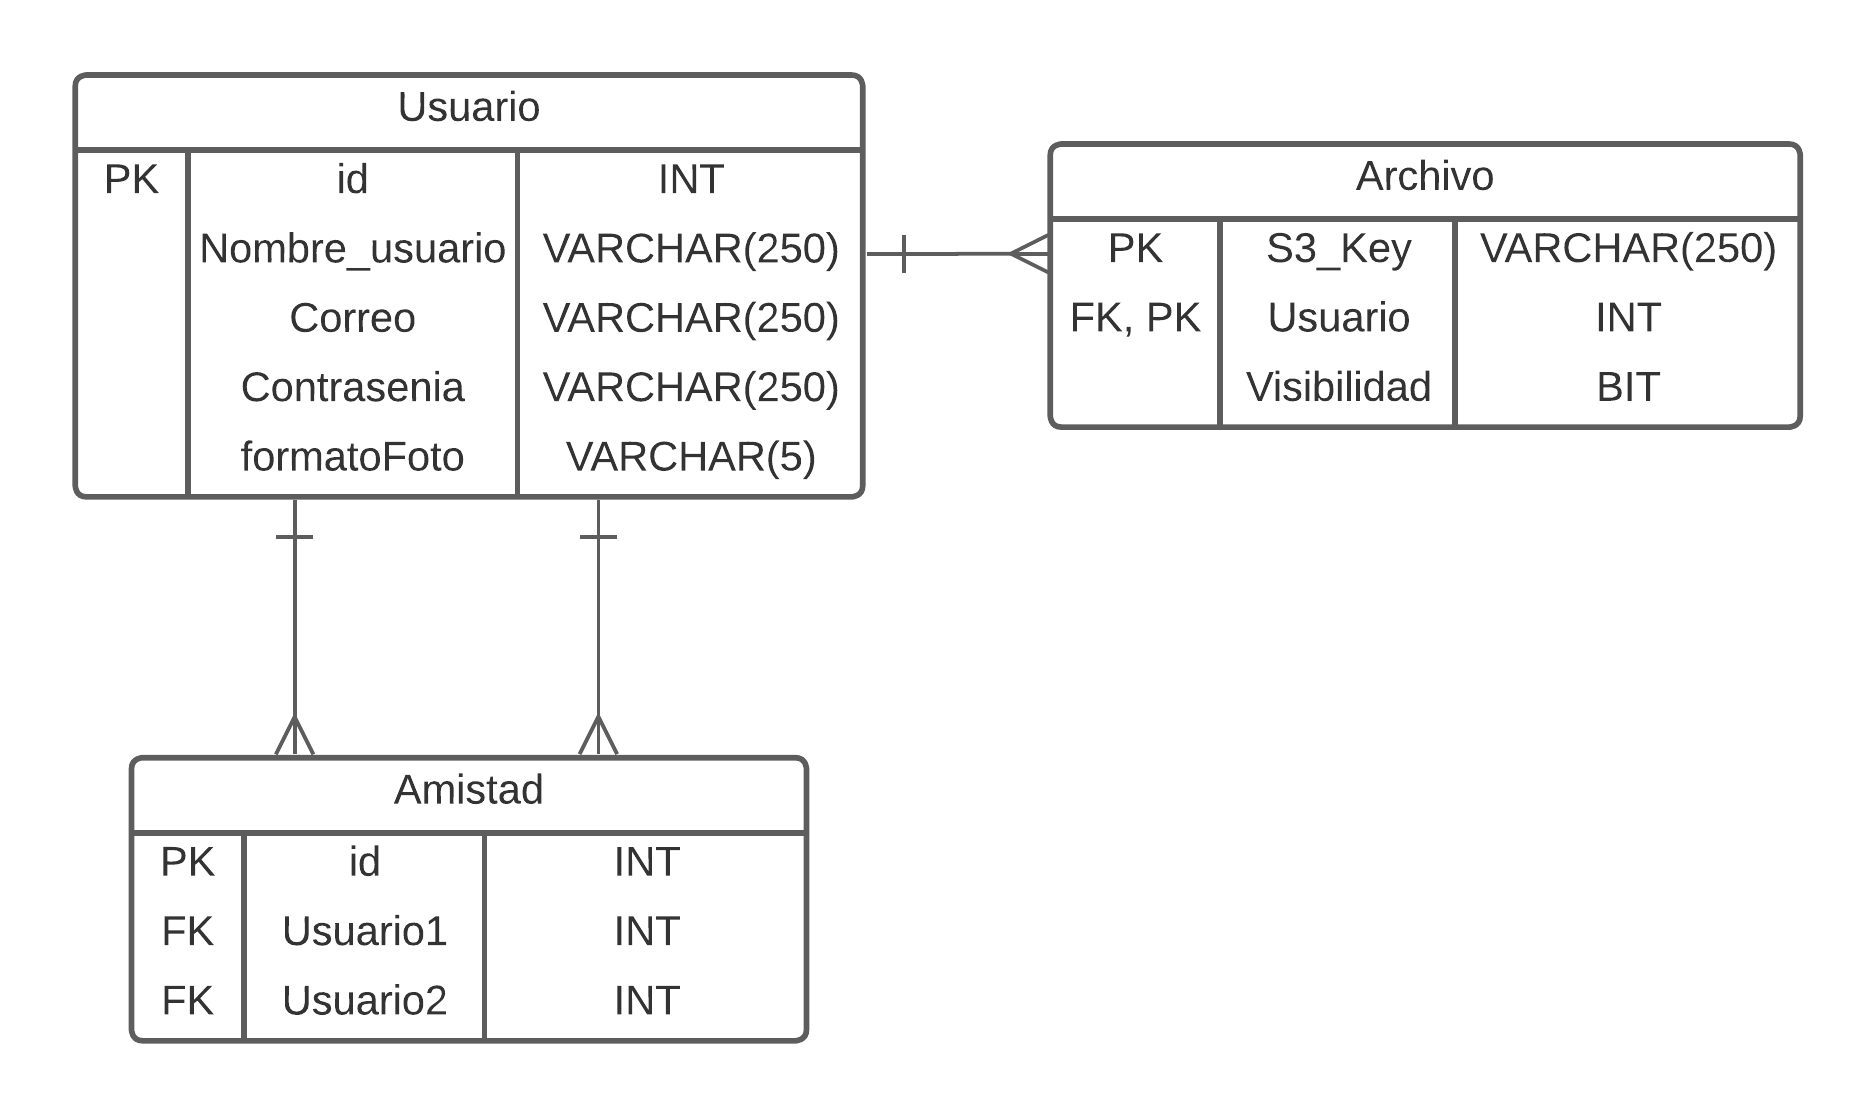 Usuario
PK id INT
Nombre_usuario VARCHAR(250)
Correo VARCHAR(250)
Contrasenia VARCHAR(250)
formatoFoto VARCHAR(5)
Archivo
PK S3_Key VARCHAR(250)
FK, PK Usuario INT
Visibilidad BIT
Amistad
PK id INT
FK Usuario1 INT
FK Usuario2 INT